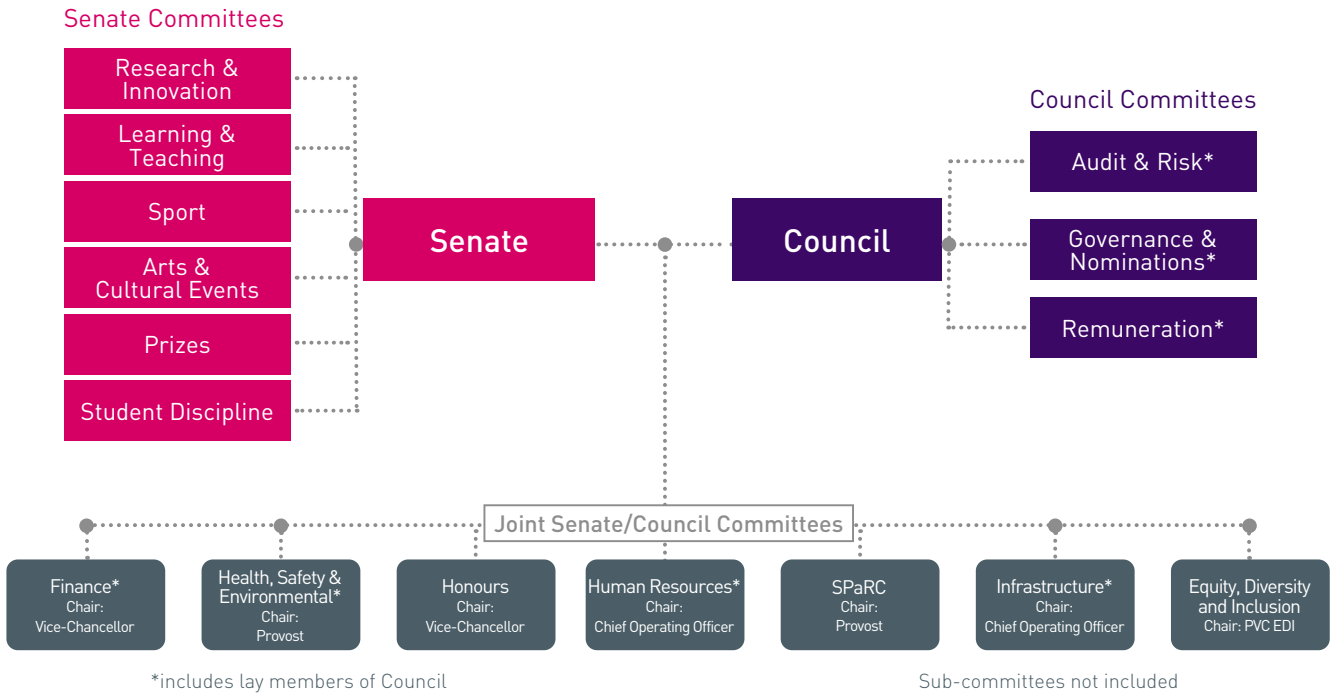 Senate Committees
Research &
Innovation
Learning &
Teaching
Sport
Arts &
Cultural Events
Prizes
Student Discipline
Senate
Council
Council Committees
Audit & Risk*
Governance &
Nominations*
Remuneration*
Joint Senate/Council Committees
Finance*
Chair:
Vice-Chancellor
Health, Safety &
Environmental*
Chair:
Provost
Honours
Chair:
Vice-Chancellor
Human Resources*
Chair:
Chief Operating Officer
SPaRC
Chair:
Provost
Infrastructure*
Chair:
Chief Operating Officer
Equity, Diversity
and Inclusion
Chair: PVC EDI
*includes lay members of Council
Sub-committees not included